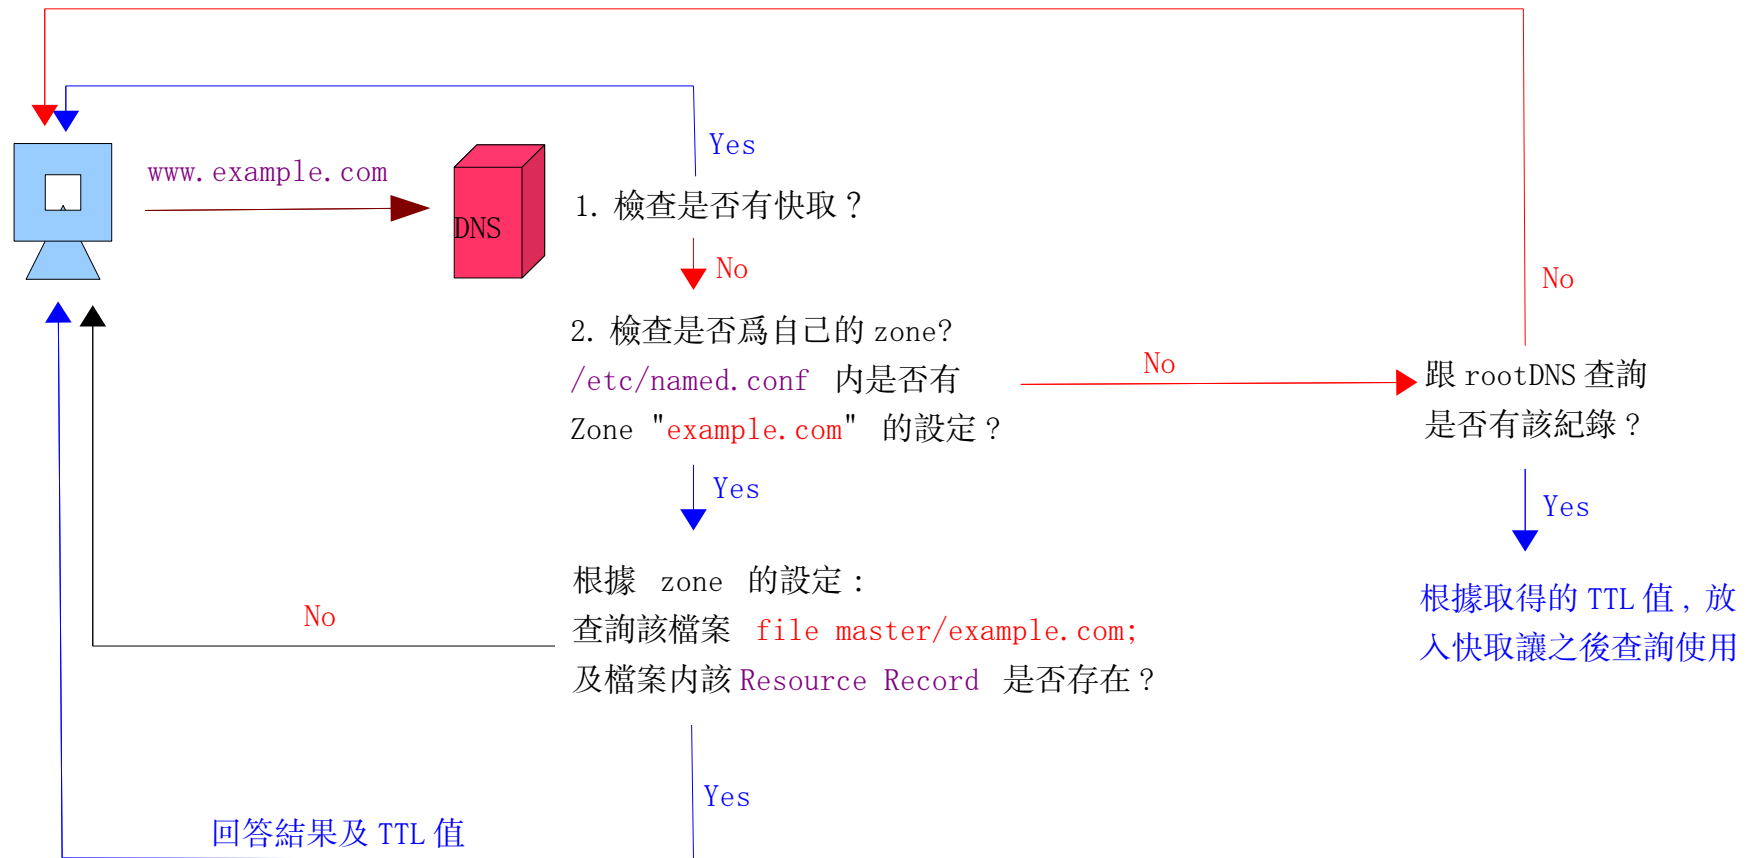 Yes
www.example.com
DNS
1. 檢查是否有快取？
No
2. 檢查是否爲自己的 zone?
/etc/named.conf 内是否有
Zone "example.com" 的設定？
No
No
跟 rootDNS 查詢
是否有該紀錄？
Yes
Yes
根據 zone 的設定：
查詢該檔案 file master/example.com;
及檔案内該 Resource Record 是否存在？
No
根據取得的 TTL 值，放
入快取讓之後查詢使用
Yes
回答結果及 TTL 值